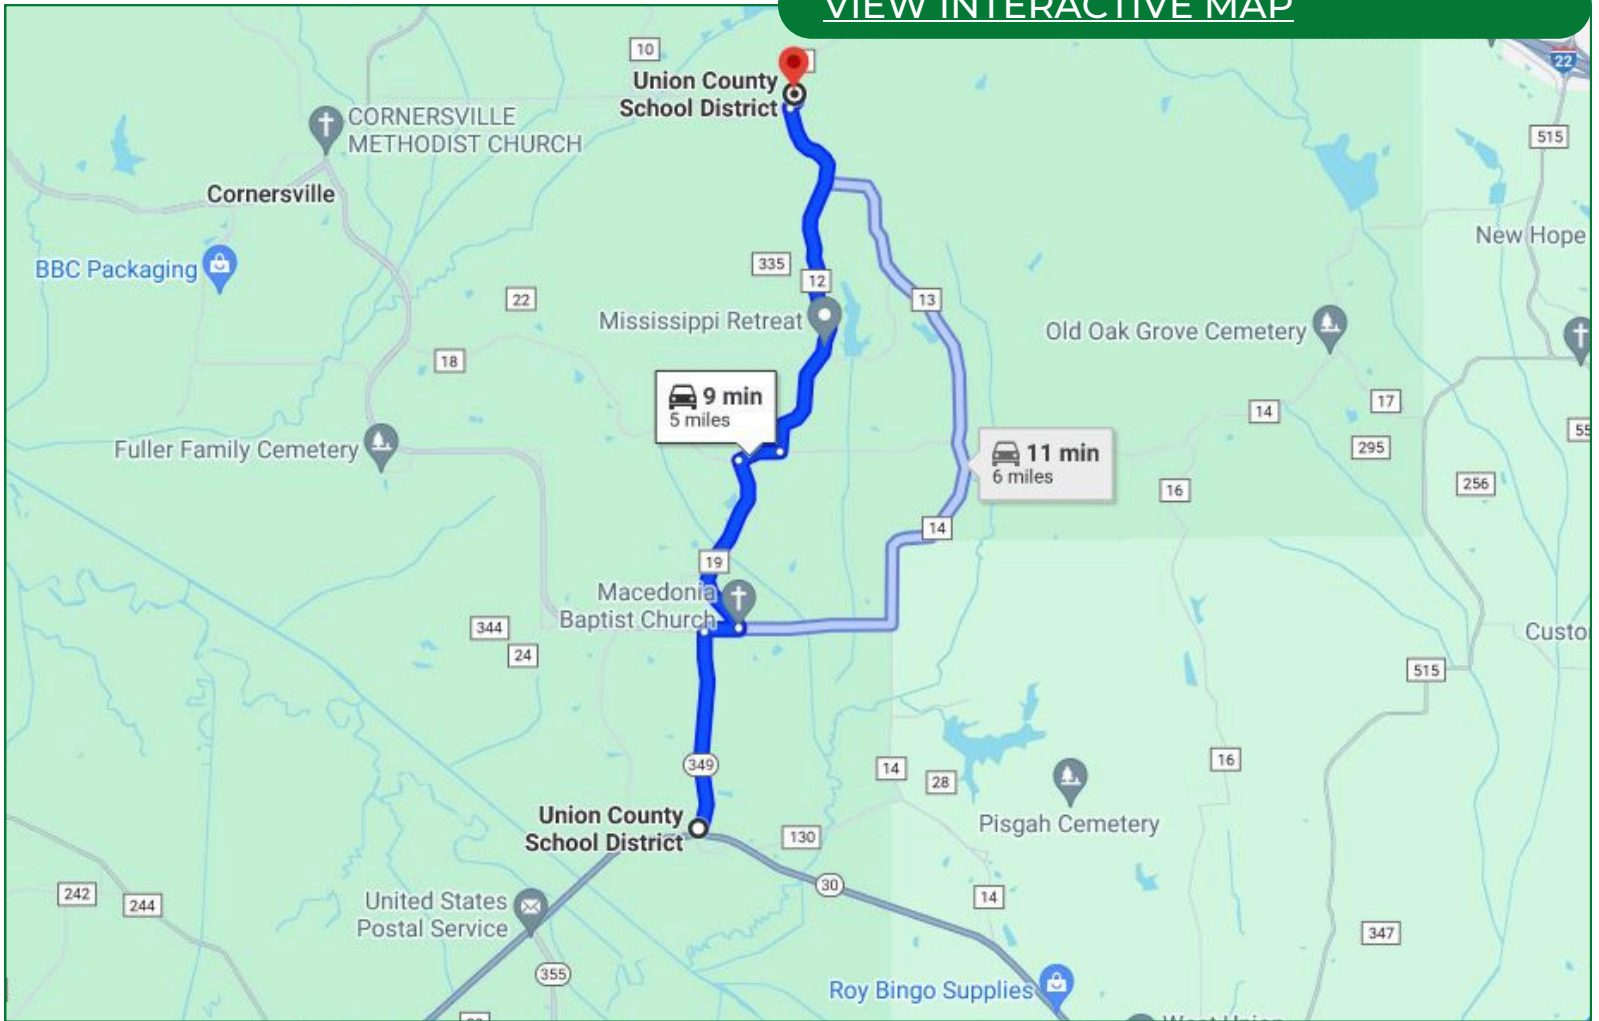 VIEW INTERACTIVE MAP
10
Union County
School District
22
CORNERSVILLE
METHODIST CHURCH
515
Cornersville
New Hope
BBC Packaging
335
12
22
13
Mississippi Retreat
Old Oak Grove Cemetery
18
9 min
5 miles
14
17
55
Fuller Family Cemetery
11 min
6 miles
295
16
256
14
19
Macedonia
Baptist Church
344
24
Custo
515
349
14
28
16
Union County
School District
130
Pisgah Cemetery
30
242
244
United States
Postal Service
14
347
355
Roy Bingo Supplies